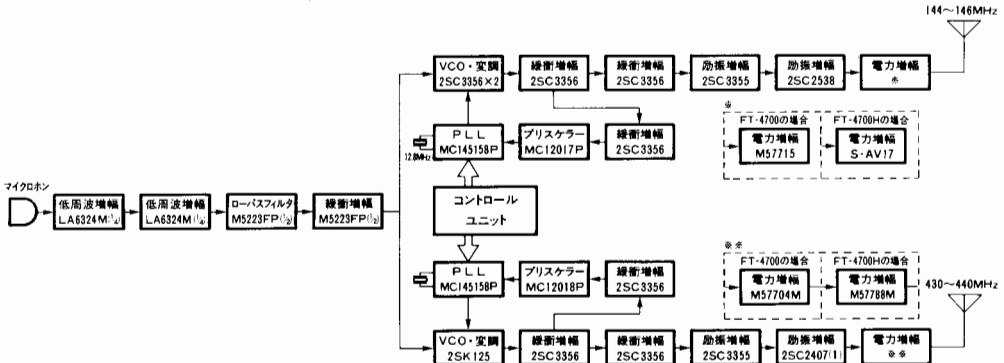 144～146MHz
VCO・変調
2SC3356×2
緩衝増幅
2SC3356
緩衝増幅
2SC3356
励振増幅
2SC3355
励振増幅
2SC2538
電力増幅
※
PLL
MC145158P
12.8MHz
プリスケラー
MC12017P
緩衝増幅
2SC3356
※
FT-4700の場合
電力増幅
M57715
FT-4700Hの場合
電力増幅
S-AV17
マイクロホン
低周波増幅
LA6324M(¼)
低周波増幅
LA6324M(¼)
ローパスフィルタ
M5223FP(½)
緩衝増幅
M5223FP(½)
コントロール
ユニット
PLL
MC145158P
プリスケラー
MC12018P
緩衝増幅
2SC3356
※※
FT-4700の場合
電力増幅
M57704M
FT-4700Hの場合
電力増幅
M57788M
430～440MHz
VCO・変調
2SK125
緩衝増幅
2SC3356
緩衝増幅
2SC3356
励振増幅
2SC3355
励振増幅
2SC2407(1)
電力増幅
※※